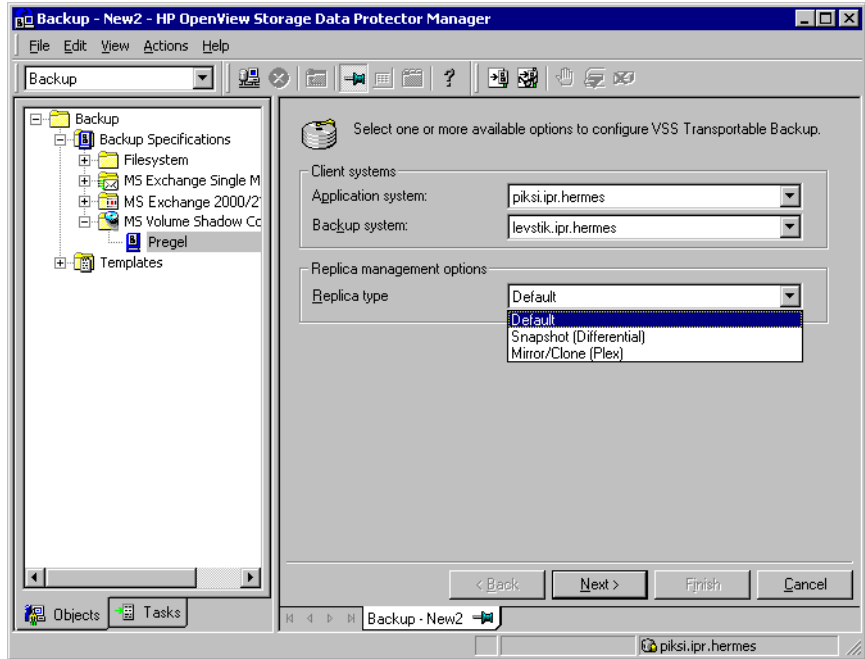 Backup - New2 - HP OpenView Storage Data Protector Manager
File Edit View Actions Help
Backup
Backup
Backup Specifications
Filesystem
MS Exchange Single M
MS Exchange 2000/2
MS Volume Shadow Co
Pregel
Templates
Objects Tasks
Select one or more available options to configure VSS Transportable Backup.
Client systems
Application system: piksi.ipr.hermes
Backup system: levstik.ipr.hermes
Replica management options
Replica type Default
Default
Snapshot (Differential)
Mirror/Clone (Plex)
< Back Next > Finish Cancel
Backup - New2
piksi.ipr.hermes